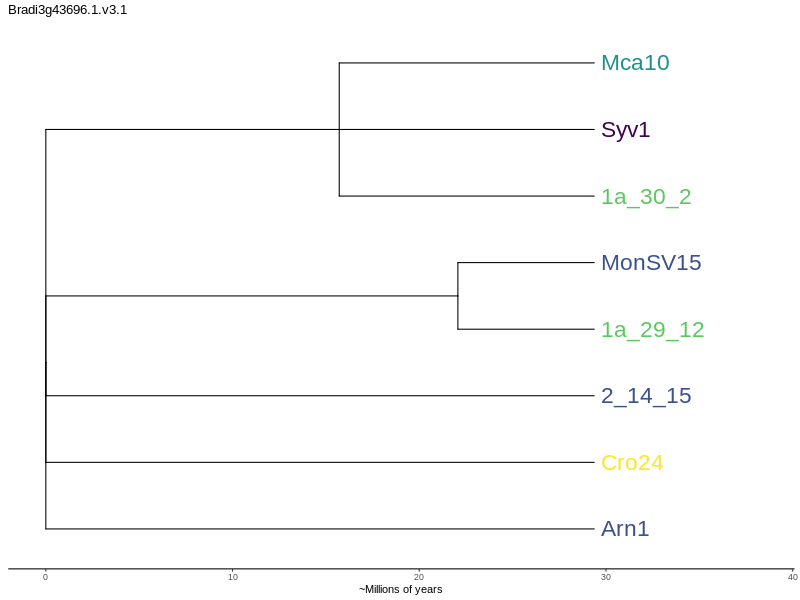 Bradi3g43696.1.v3.1
Mca10
Syv1
1a_30_2
MonSV15
1a_29_12
2_14_15
Cro24
Arn1
0 10 20 30 40
~Millions of years